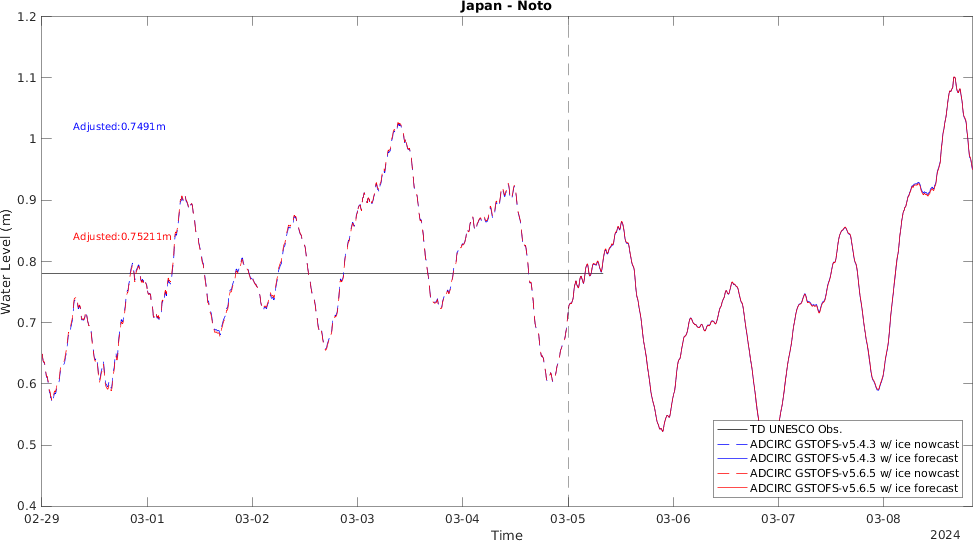 Japan - Noto
1.2
1.1
1
0.9
0.8
0.7
0.6
0.5
0.4
Water Level (m)
Adjusted:0.7491m
Adjusted:0.75211m
TD UNESCO Obs.
ADCIRC GSTOFS-v5.4.3 w/ ice nowcast
ADCIRC GSTOFS-v5.4.3 w/ ice forecast
ADCIRC GSTOFS-v5.6.5 w/ ice nowcast
ADCIRC GSTOFS-v5.6.5 w/ ice forecast
02-29 03-01 03-02 03-03 03-04 03-05 03-06 03-07 03-08
Time
2024